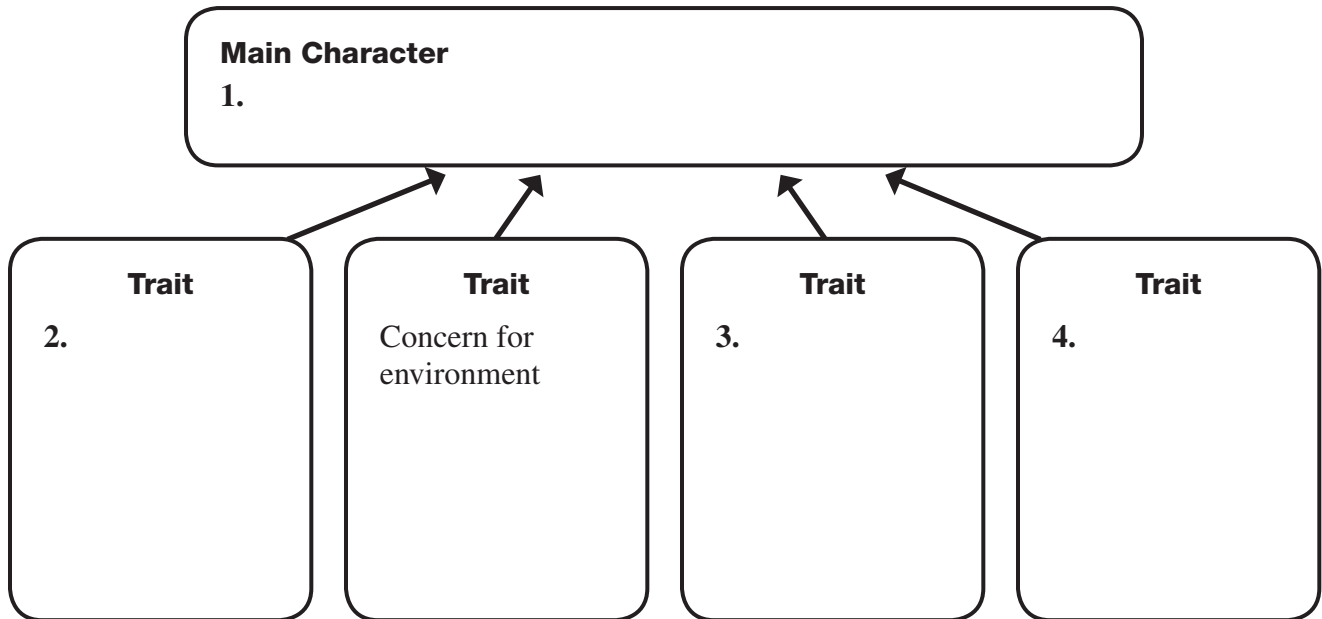 Main Character
1.
Trait
2.
Trait
Concern for
environment
Trait
3.
Trait
4.